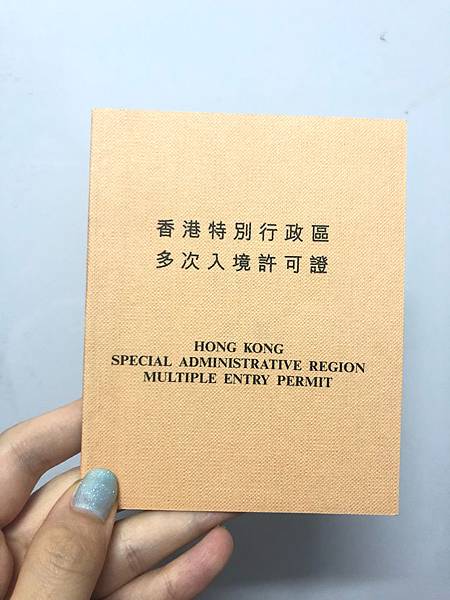 香港特別行政區
多次入境許可證
HONG KONG
SPECIAL ADMINISTRATIVE REGION
MULTIPLE ENTRY PERMIT